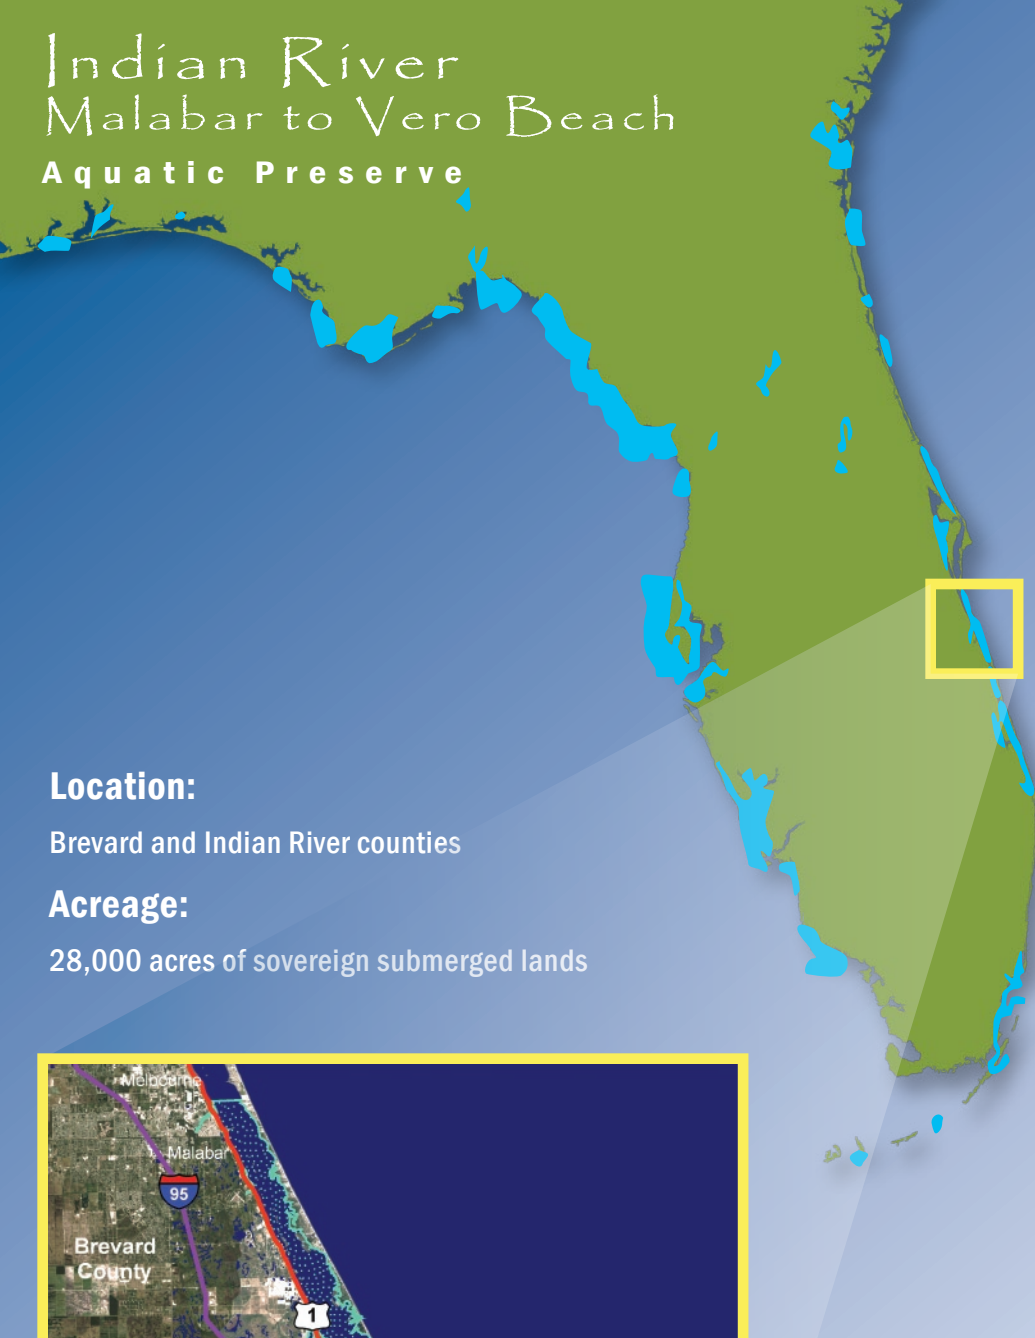 Indian River
Malabar to Vero Beach
Aquatic Preserve
Location:
Brevard and Indian River counties
Acreage:
28,000 acres of sovereign submerged lands
Melbourne
Malabar
95
Brevard
County
1